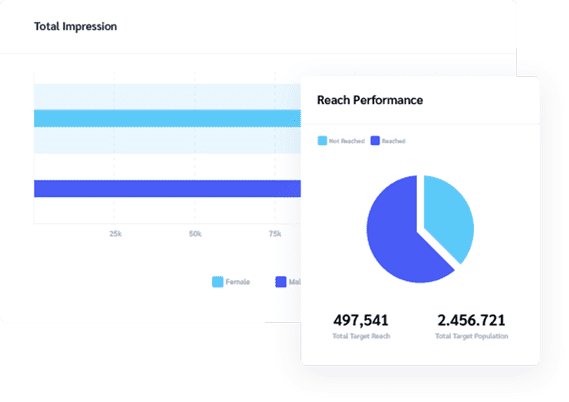 Total Impression
Reach Performance
Not Reached
Reached
25k
50k
75k
Female
497,541
2.456.721
Total Target Reach
Total Target Population